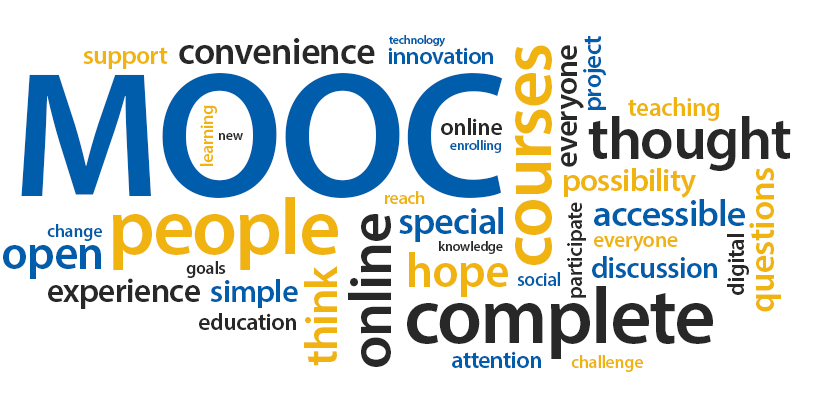 technology
support
convenience
innovation
MOOC
learning
new
online
enrolling
courses
everyone
project
teaching
thought
possibility
reach
people
special
accessible
change
open
knowledge
everyone
goals
hope
social
participate
discussion
digital
questions
experience
simple
think
online
education
complete
attention
challenge